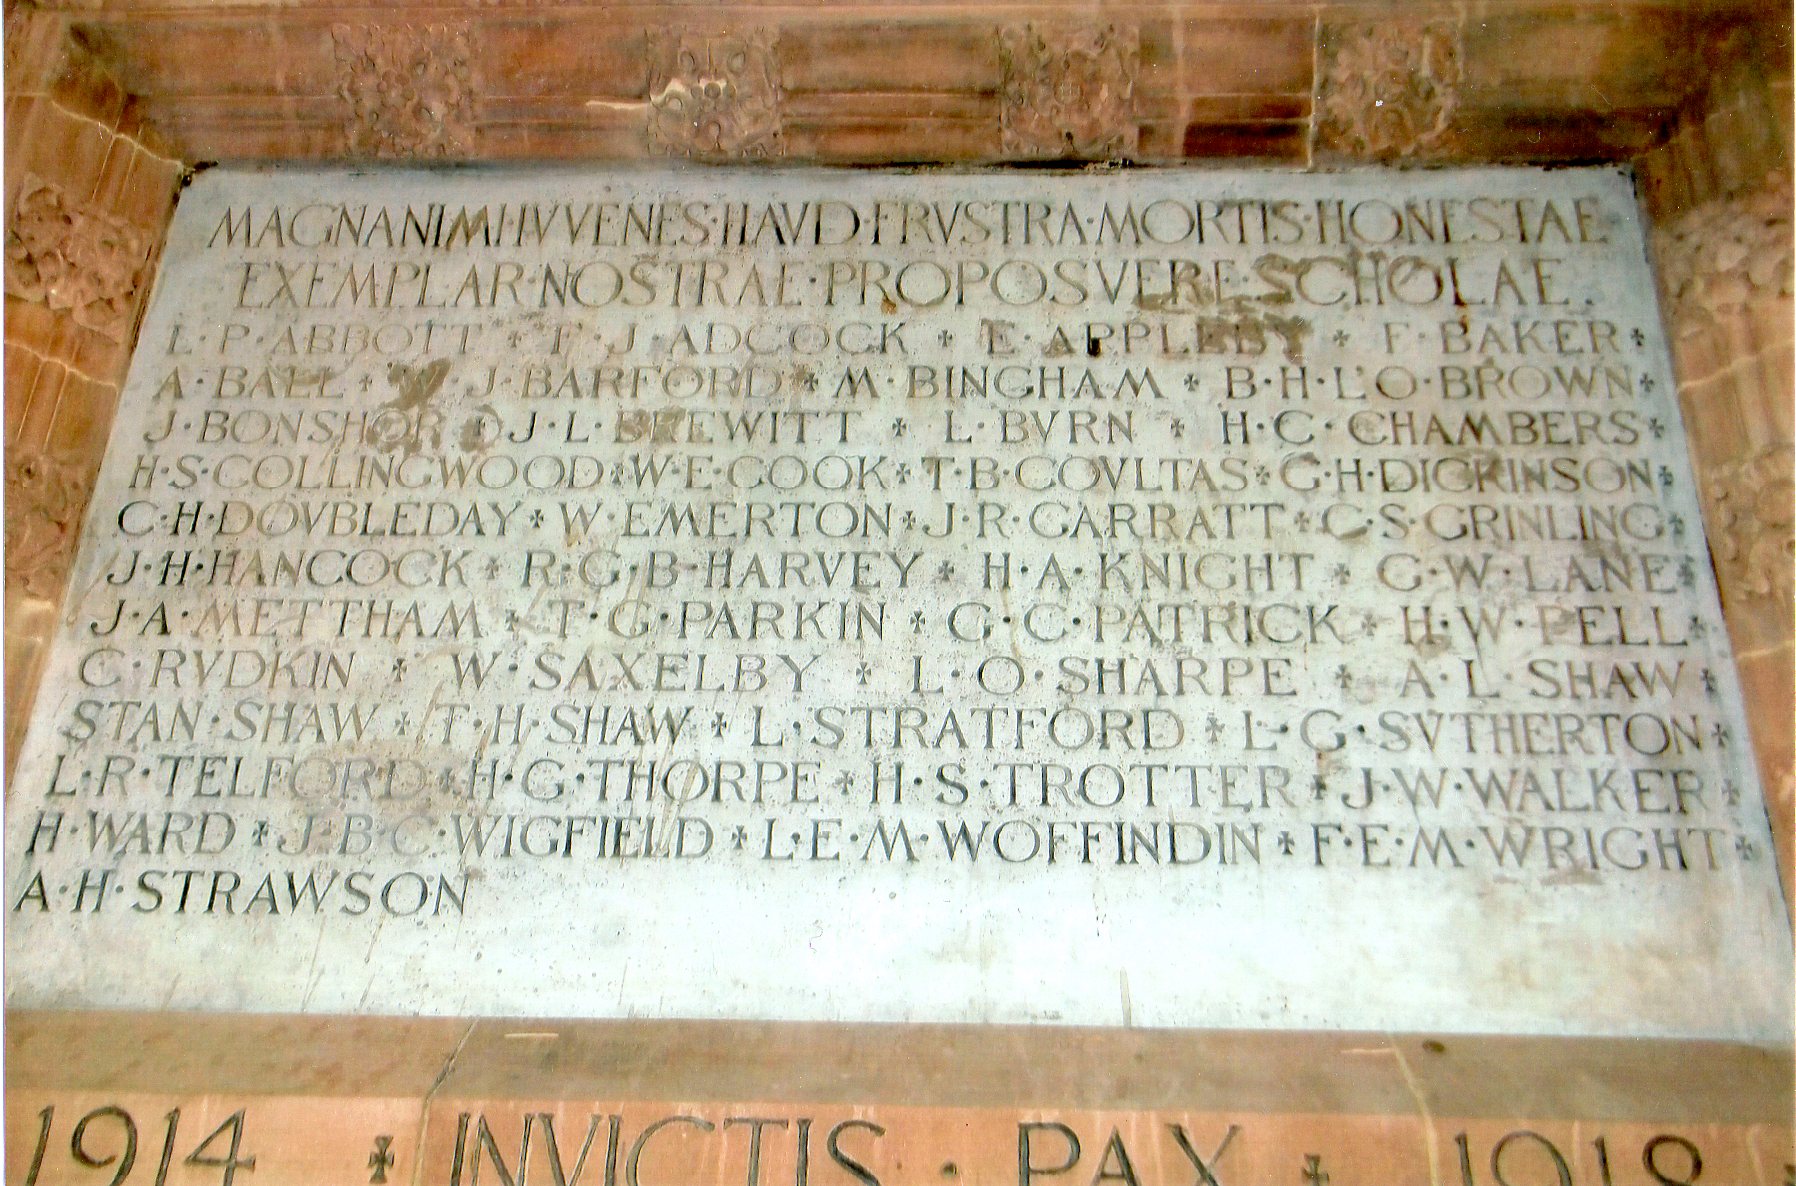 MAGNANIMI·IVVENES·HAVD·FRVSTRA·MORTIS·HONESTAE
EXEMPLAR·NOSTRAE·PROPOSVERE·SCHOLAE.
L·P·ABBOTT + F·J·ADCOCK + E·APPLEBY + F·BAKER +
A·BALL + W·J·BARFORD + M·BINGHAM + B·H·L'O·BROWN +
J·BONSHOR + J·L·BREWITT + L·BVRN + H·C·CHAMBERS +
H·S·COLLINGWOOD + W·E·COOK + T·B·COVLTAS + G·H·DICKINSON +
C·H·DOVBLEDAY + W·EMERTON + J·R·GARRATT + C·S·GRINLING +
J·H·HANCOCK + R·G·B·HARVEY + H·A·KNIGHT + G·W·LANE +
J·A·METTHAM + T·G·PARKIN + G·C·PATRICK + H·W·PELL +
C·RVDKIN + W·SAXELBY + L·O·SHARPE + A·L·SHAW +
STAN·SHAW + T·H·SHAW + L·STRATFORD + L·G·SVTHERTON +
L·R·TELFORD + H·G·THORPE + H·S·TROTTER + J·W·WALKER +
H·WARD + J·B·C·WIGFIELD + L·E·M·WOFFINDIN + F·E·M·WRIGHT +
A·H·STRAWSON
1914 + INVICTIS · PAX + 1918 +